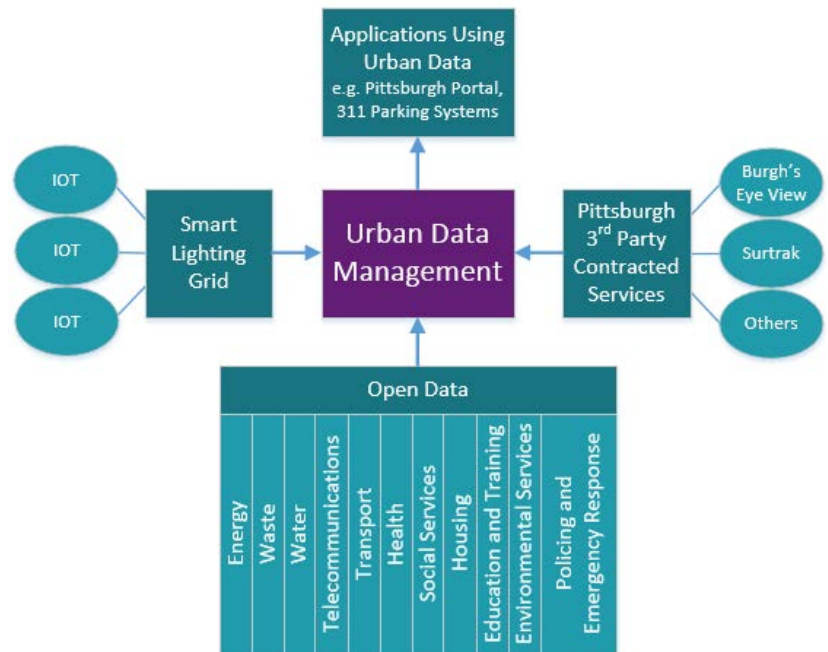 Applications Using
Urban Data
e.g. Pittsburgh Portal,
311 Parking Systems
IOT
IOT
IOT
Smart
Lighting
Grid
Urban Data
Management
Pittsburgh
3rd Party
Contracted
Services
Burgh's
Eye View
Surtrak
Others
Open Data
Energy
Waste
Water
Telecommunications
Transport
Health
Social Services
Housing
Education and Training
Environmental Services
Policing and
Emergency Response